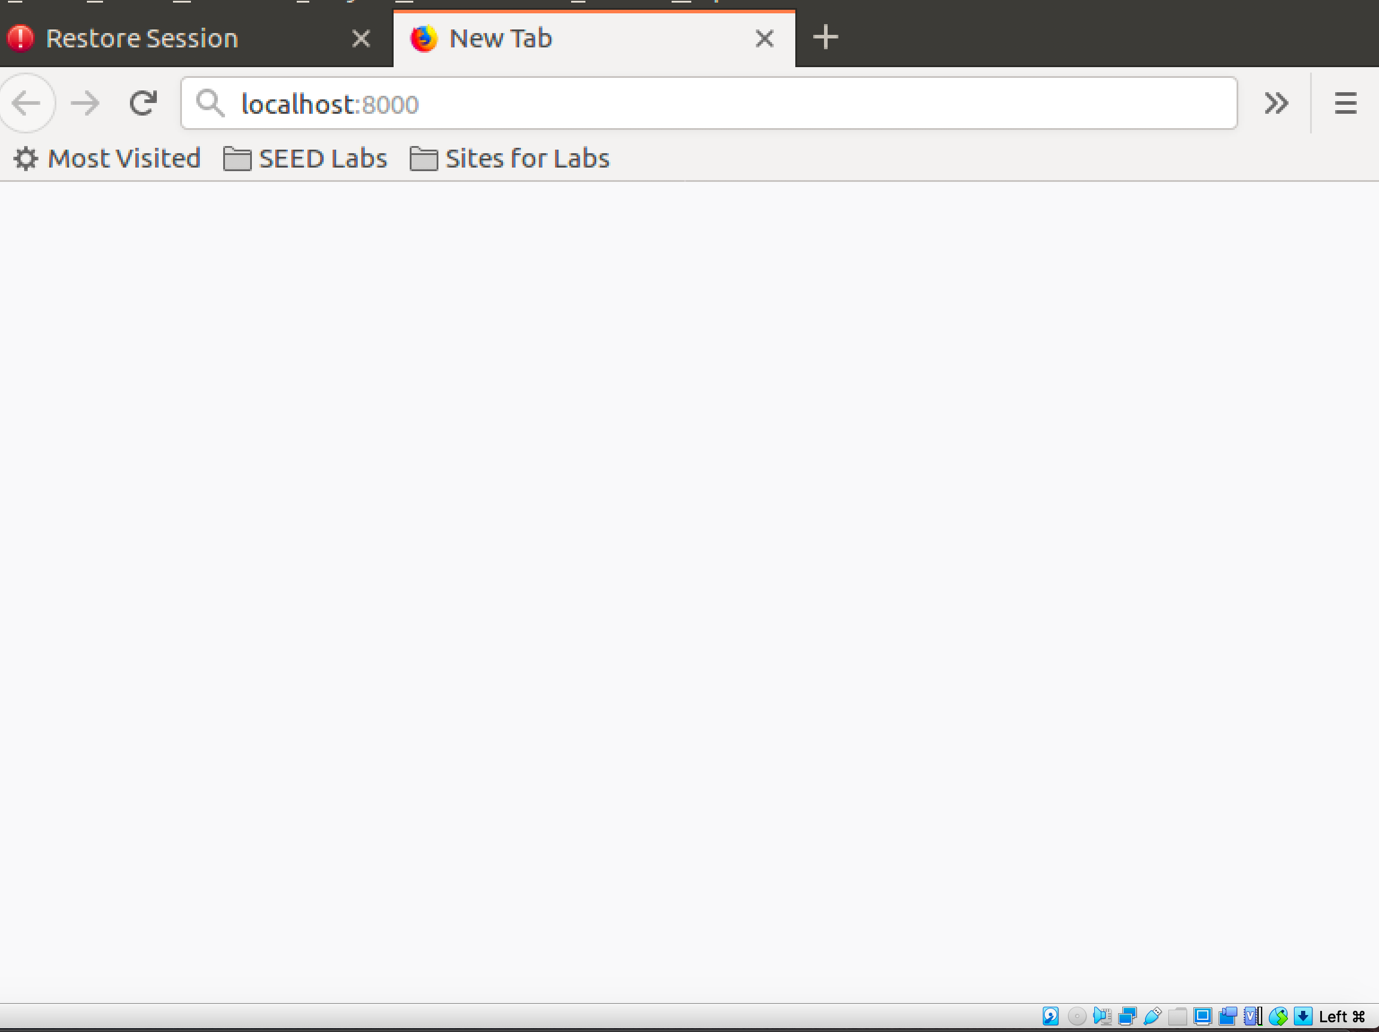 Restore Session New Tab
localhost:8000
Most Visited SEED Labs Sites for Labs
Left ⌘